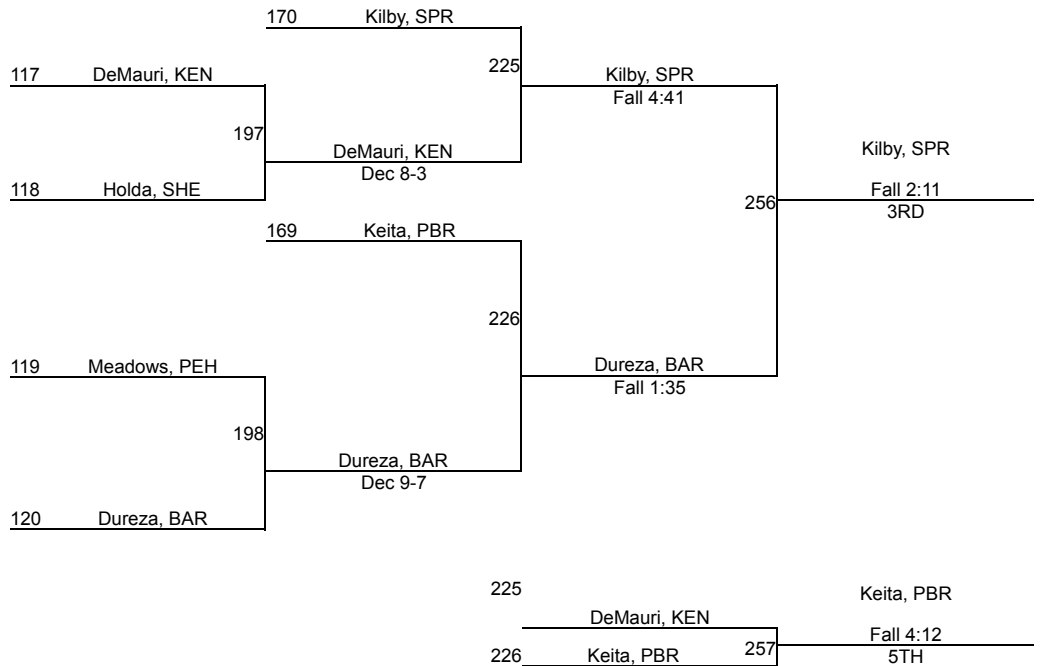 170 Kilby, SPR
225
117 DeMauri, KEN
Kilby, SPR
Fall 4:41
197
DeMauri, KEN
Dec 8-3
118 Holda, SHE
Kilby, SPR
256
Fall 2:11
3RD
169 Keita, PBR
226
119 Meadows, PEH
Dureza, BAR
Fall 1:35
198
Dureza, BAR
Dec 9-7
120 Dureza, BAR
225
DeMauri, KEN
Keita, PBR
226 Keita, PBR
257
Fall 4:12
5TH